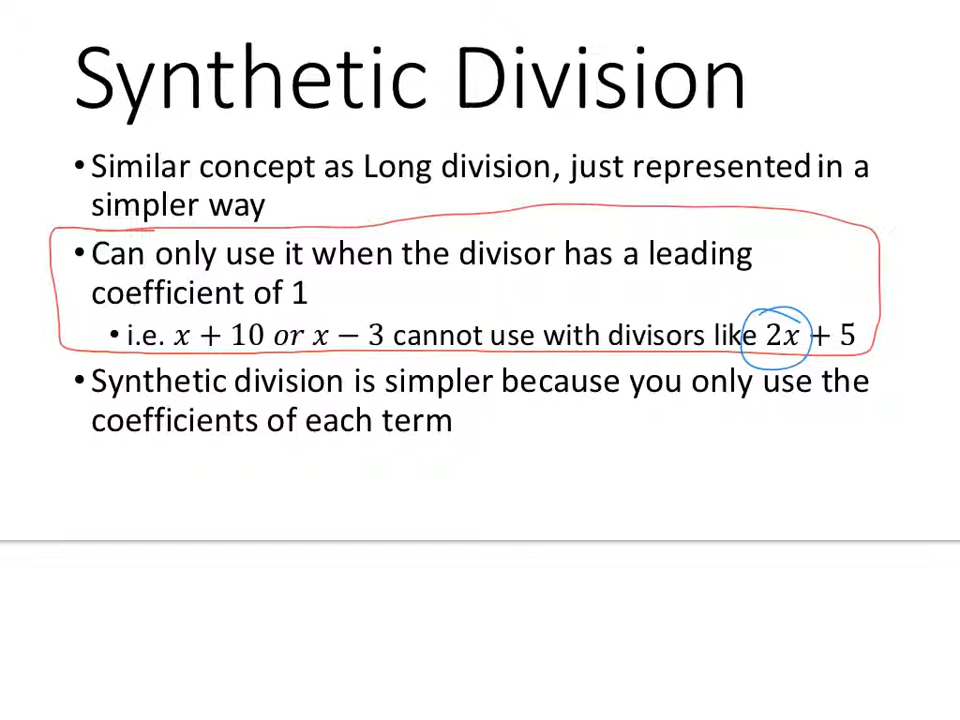 Synthetic Division
• Similar concept as Long division, just represented in a
simpler way
• Can only use it when the divisor has a leading
coefficient of 1
• i.e. x + 10 or x − 3 cannot use with divisors like 2x + 5
• Synthetic division is simpler because you only use the
coefficients of each term